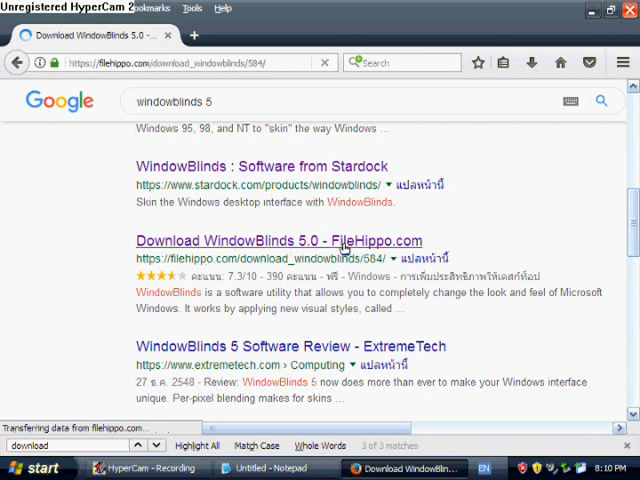 Unregistered HyperCam 2
okmarks Tools Help
Download WindowBlinds 5.0 -...
https://filehippo.com/download_windowblinds/584/
Search
Google
windowblinds 5
Windows 95, 98, and NT to "skin" the way Windows ...
WindowBlinds : Software from Stardock
https://www.stardock.com/products/windowblinds/ แปลหน้านี้
Skin the Windows desktop interface with WindowBlinds.
Download WindowBlinds 5.0 - FileHippo.com
https://filehippo.com/download_windowblinds/584/ แปลหน้านี้
คะแนน: 7.3/10 - 390 คะแนน - ฟรี - Windows - การเพิ่มประสิทธิภาพให้เดสก์ท็อป
WindowBlinds is a software utility that allows you to completely change the look and feel of Microsoft
Windows. It works by applying new visual styles, called ...
WindowBlinds 5 Software Review - ExtremeTech
https://www.extremetech.com › Computing แปลหน้านี้
27 ธ.ค. 2548 - Review: WindowBlinds 5 now does more than ever to make your Windows interface
unique. Per-pixel blending makes for skins ...
Transferring data from filehippo.com...
download
Highlight All Match Case Whole Words 3 of 3 matches
start
HyperCam - Recording
Untitled - Notepad
Download WindowBlin...
EN
8:10 PM